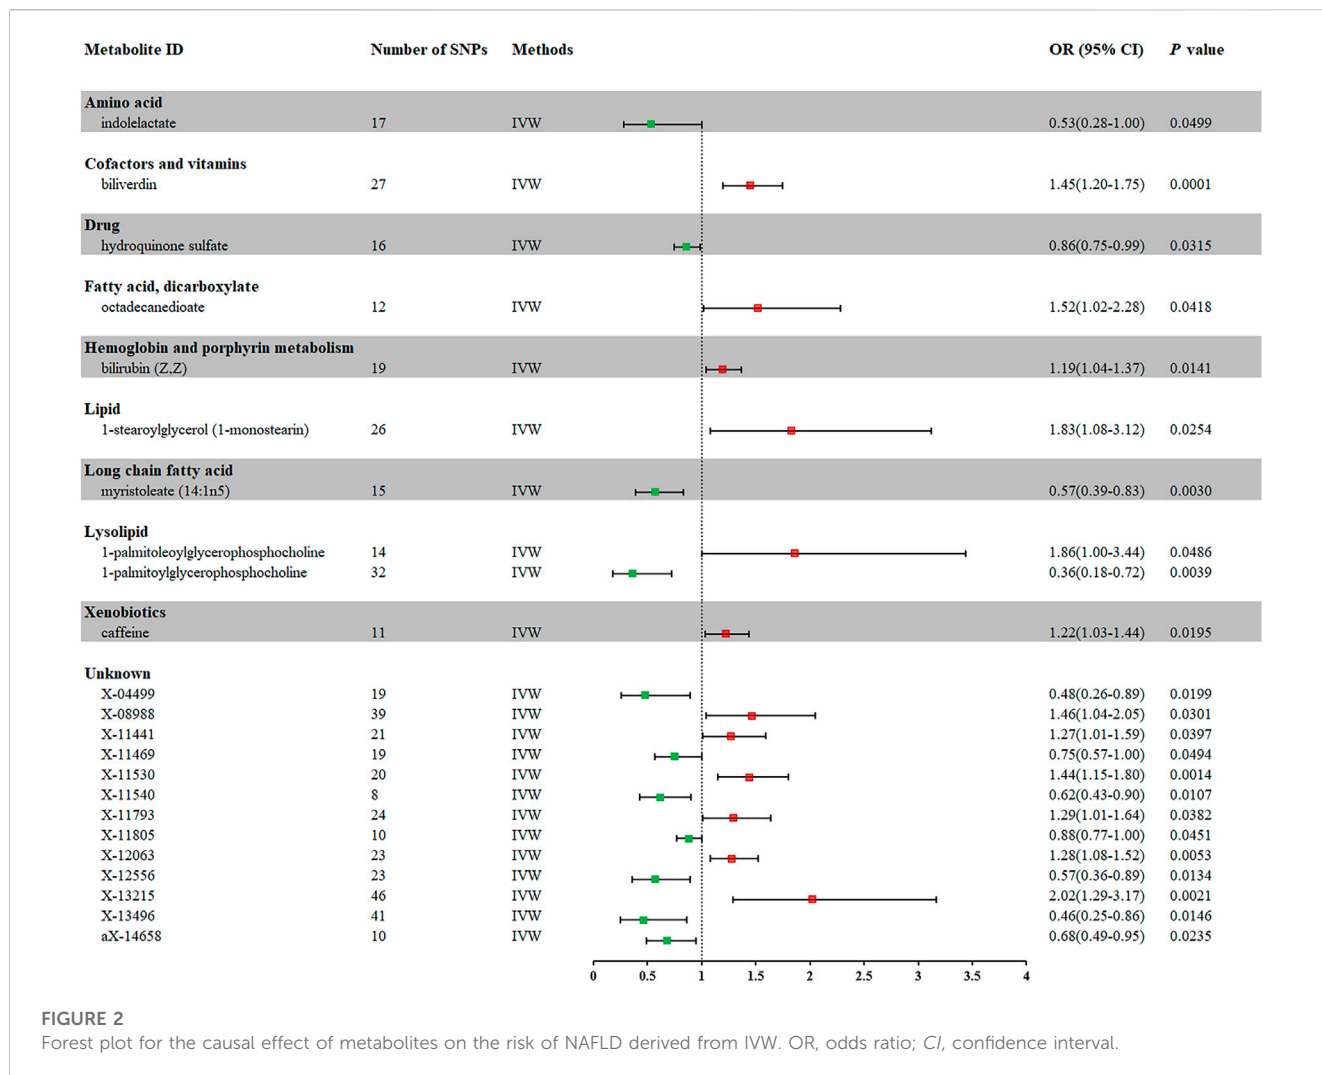 Metabolite ID Number of SNPs Methods OR (95% CI) P value
Amino acid
indolelactate 17 IVW 0.53(0.28-1.00) 0.0499
Cofactors and vitamins
biliverdin 27 IVW 1.45(1.20-1.75) 0.0001
Drug
hydroquinone sulfate 16 IVW 0.86(0.75-0.99) 0.0315
Fatty acid, dicarboxylate
octadecanedioate 12 IVW 1.52(1.02-2.28) 0.0418
Hemoglobin and porphyrin metabolism
bilirubin (Z,Z) 19 IVW 1.19(1.04-1.37) 0.0141
Lipid
1-stearoylglycerol (1-monostearin) 26 IVW 1.83(1.08-3.12) 0.0254
Long chain fatty acid
myristoleate (14:1n5) 15 IVW 0.57(0.39-0.83) 0.0030
Lysolipid
1-palmitoleoylglycerophosphocholine 14 IVW 1.86(1.00-3.44) 0.0486
1-palmitoylglycerophosphocholine 32 IVW 0.36(0.18-0.72) 0.0039
Xenobiotics
caffeine 11 IVW 1.22(1.03-1.44) 0.0195
Unknown
X-04499 19 IVW 0.48(0.26-0.89) 0.0199
X-08988 39 IVW 1.46(1.04-2.05) 0.0301
X-11441 21 IVW 1.27(1.01-1.59) 0.0397
X-11469 19 IVW 0.75(0.57-1.00) 0.0494
X-11530 20 IVW 1.44(1.15-1.80) 0.0014
X-11540 8 IVW 0.62(0.43-0.90) 0.0107
X-11793 24 IVW 1.29(1.01-1.64) 0.0382
X-11805 10 IVW 0.88(0.77-1.00) 0.0451
X-12063 23 IVW 1.28(1.08-1.52) 0.0053
X-12556 23 IVW 0.57(0.36-0.89) 0.0134
X-13215 46 IVW 2.02(1.29-3.17) 0.0021
X-13496 41 IVW 0.46(0.25-0.86) 0.0146
aX-14658 10 IVW 0.68(0.49-0.95) 0.0235
0 0.5 1 1.5 2 2.5 3 3.5 4
FIGURE 2
Forest plot for the causal effect of metabolites on the risk of NAFLD derived from IVW. OR, odds ratio; CI, confidence interval.